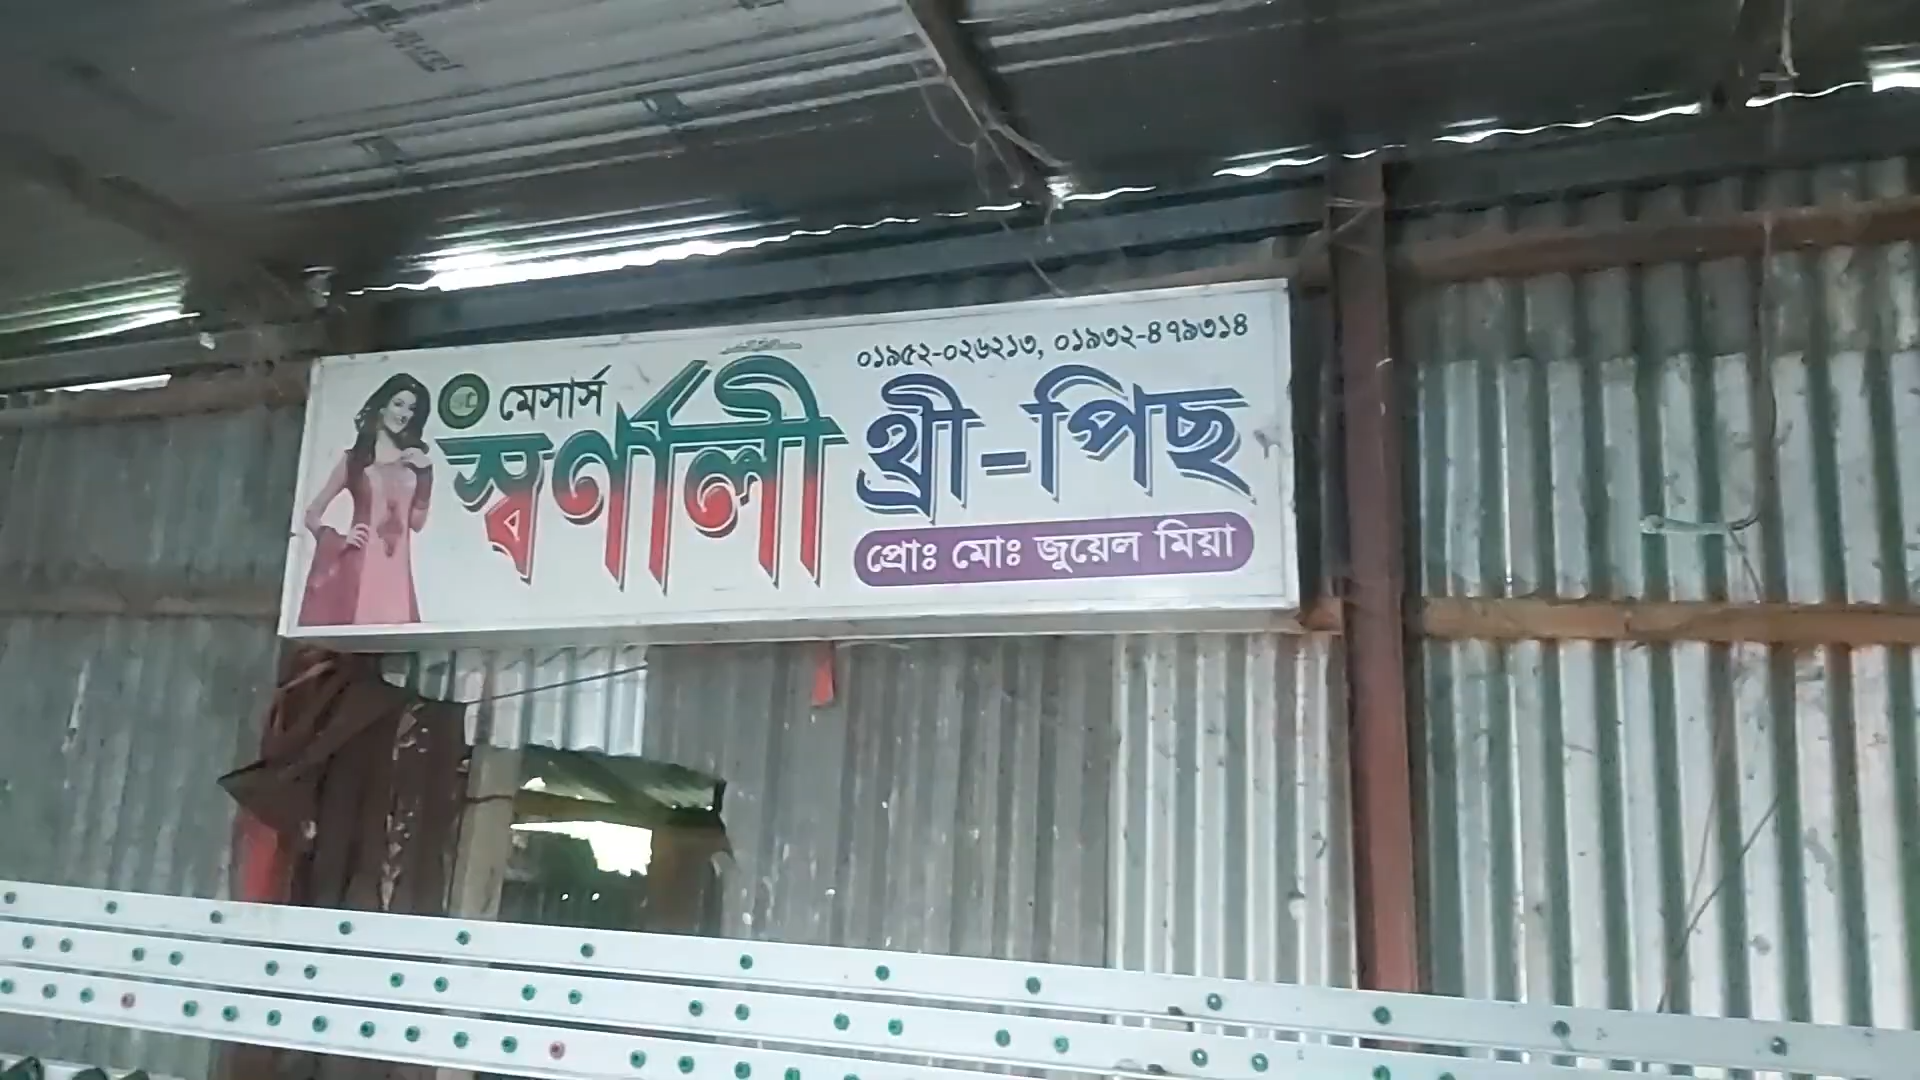 ০১৯৫২-০২৬২১৩, ০১৯৩২-৪৭৯৩১৪
মেসার্স
স্বর্ণালী থ্রী-পিছ
প্রোঃ মোঃ জুয়েল মিয়া